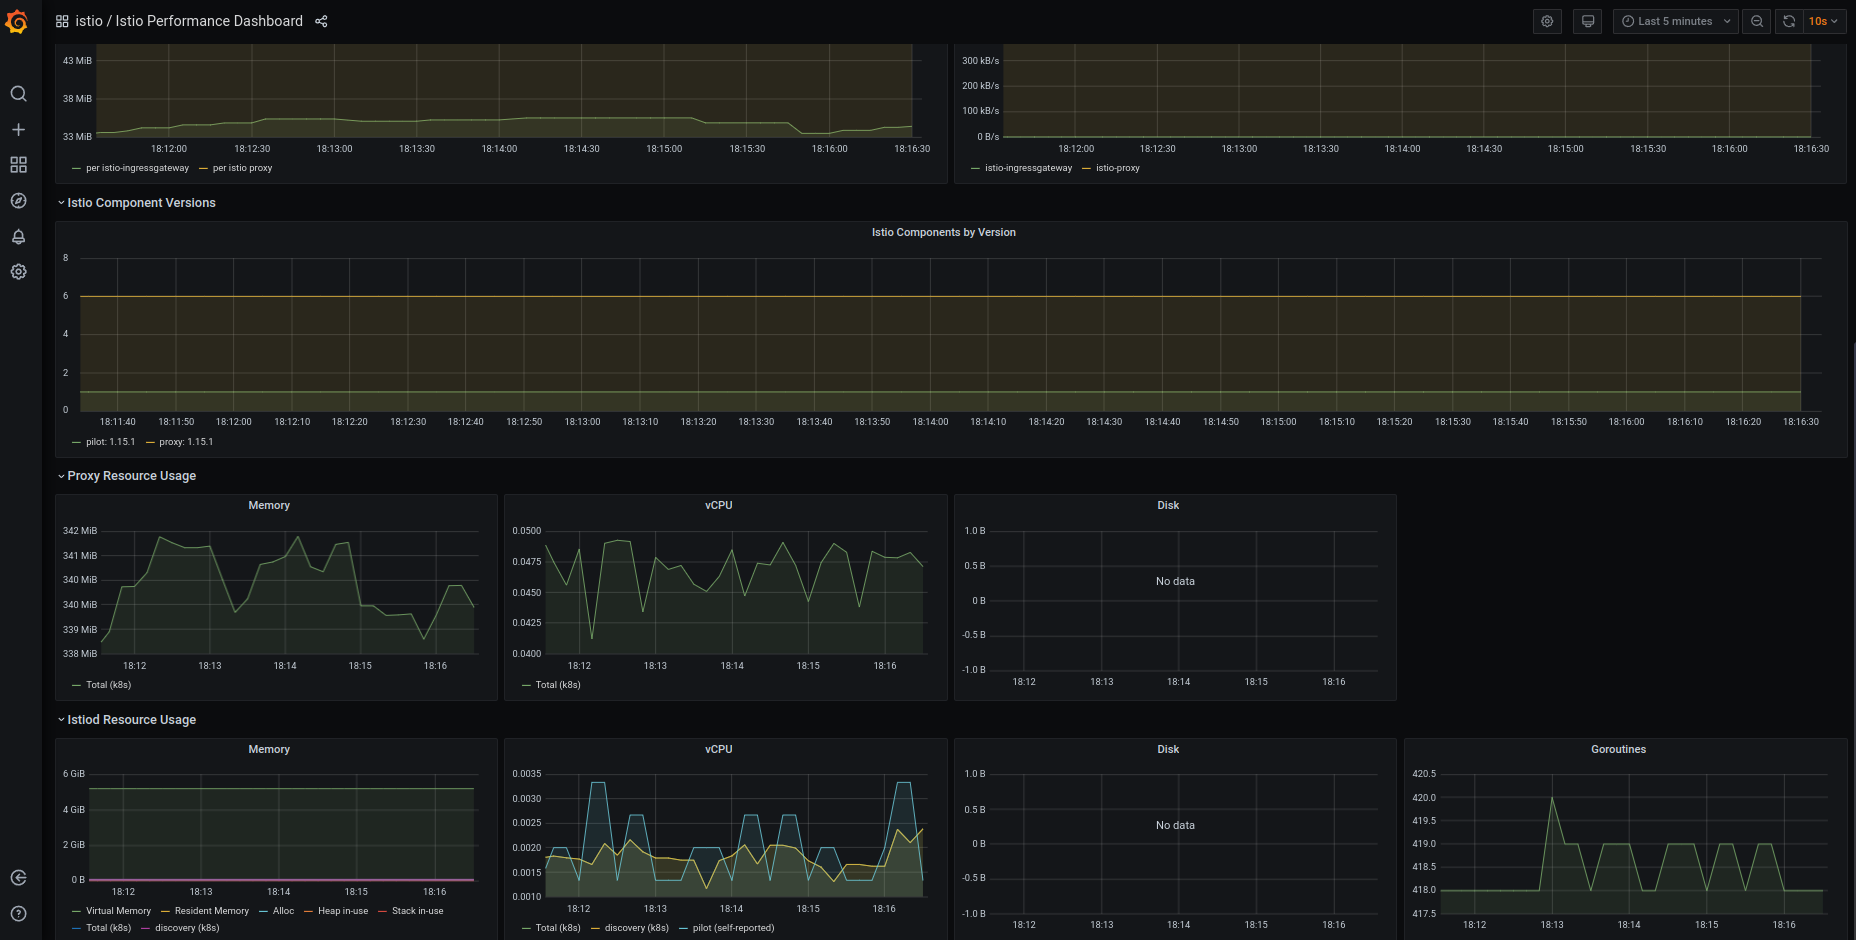 istio / Istio Performance Dashboard
Last 5 minutes
10s
43 MiB
38 MiB
33 MiB
18:12:00 18:12:30 18:13:00 18:13:30 18:14:00 18:14:30 18:15:00 18:15:30 18:16:00 18:16:30
per istio-ingressgateway per istio proxy
300 kB/s
200 kB/s
100 kB/s
0 B/s
18:12:00 18:12:30 18:13:00 18:13:30 18:14:00 18:14:30 18:15:00 18:15:30 18:16:00 18:16:30
istio-ingressgateway istio-proxy
Istio Component Versions
Istio Components by Version
8
6
4
2
0
18:11:40 18:11:50 18:12:00 18:12:10 18:12:20 18:12:30 18:12:40 18:12:50 18:13:00 18:13:10 18:13:20 18:13:30 18:13:40 18:13:50 18:14:00 18:14:10 18:14:20 18:14:30 18:14:40 18:14:50 18:15:00 18:15:10 18:15:20 18:15:30 18:15:40 18:15:50 18:16:00 18:16:10 18:16:20 18:16:30
pilot: 1.15.1 proxy: 1.15.1
Proxy Resource Usage
Memory
342 MiB
341 MiB
340 MiB
340 MiB
339 MiB
338 MiB
18:12 18:13 18:14 18:15 18:16
Total (k8s)
vCPU
0.0500
0.0475
0.0450
0.0425
0.0400
18:12 18:13 18:14 18:15 18:16
Total (k8s)
Disk
1.0 B
0.5 B
0 B
-0.5 B
-1.0 B
No data
18:12 18:13 18:14 18:15 18:16
Istiod Resource Usage
Memory
6 GiB
4 GiB
2 GiB
0 B
18:12 18:13 18:14 18:15 18:16
Virtual Memory Resident Memory Alloc Heap in-use Stack in-use
Total (k8s) discovery (k8s)
vCPU
0.0035
0.0030
0.0025
0.0020
0.0015
0.0010
18:12 18:13 18:14 18:15 18:16
Total (k8s) discovery (k8s) pilot (self-reported)
Disk
1.0 B
0.5 B
0 B
-0.5 B
-1.0 B
No data
18:12 18:13 18:14 18:15 18:16
Goroutines
420.5
420.0
419.5
419.0
418.5
418.0
417.5
18:12 18:13 18:14 18:15 18:16